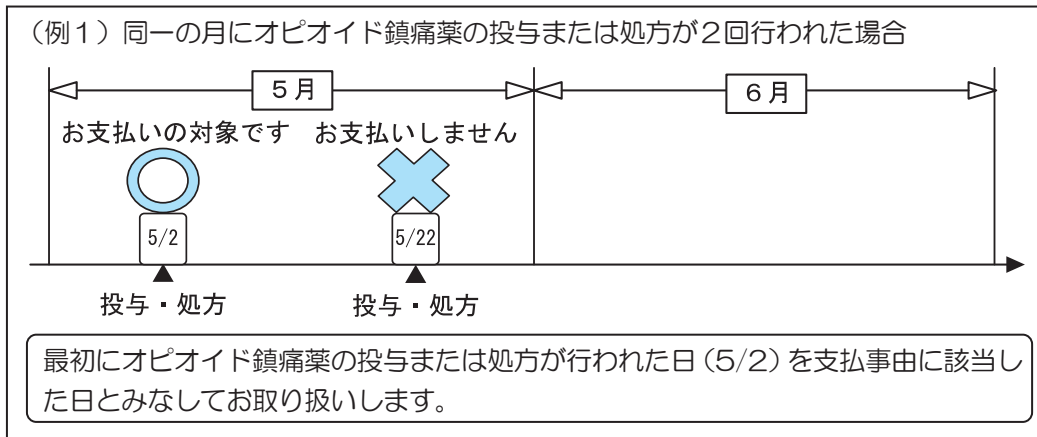 （例１）同一の月にオピオイド鎮痛薬の投与または処方が２回行われた場合
５月
６月
お支払いの対象です
お支払いしません
5/2
5/22
投与・処方
投与・処方
最初にオピオイド鎮痛薬の投与または処方が行われた日（5/2）を支払事由に該当し
た日とみなしてお取り扱いします。